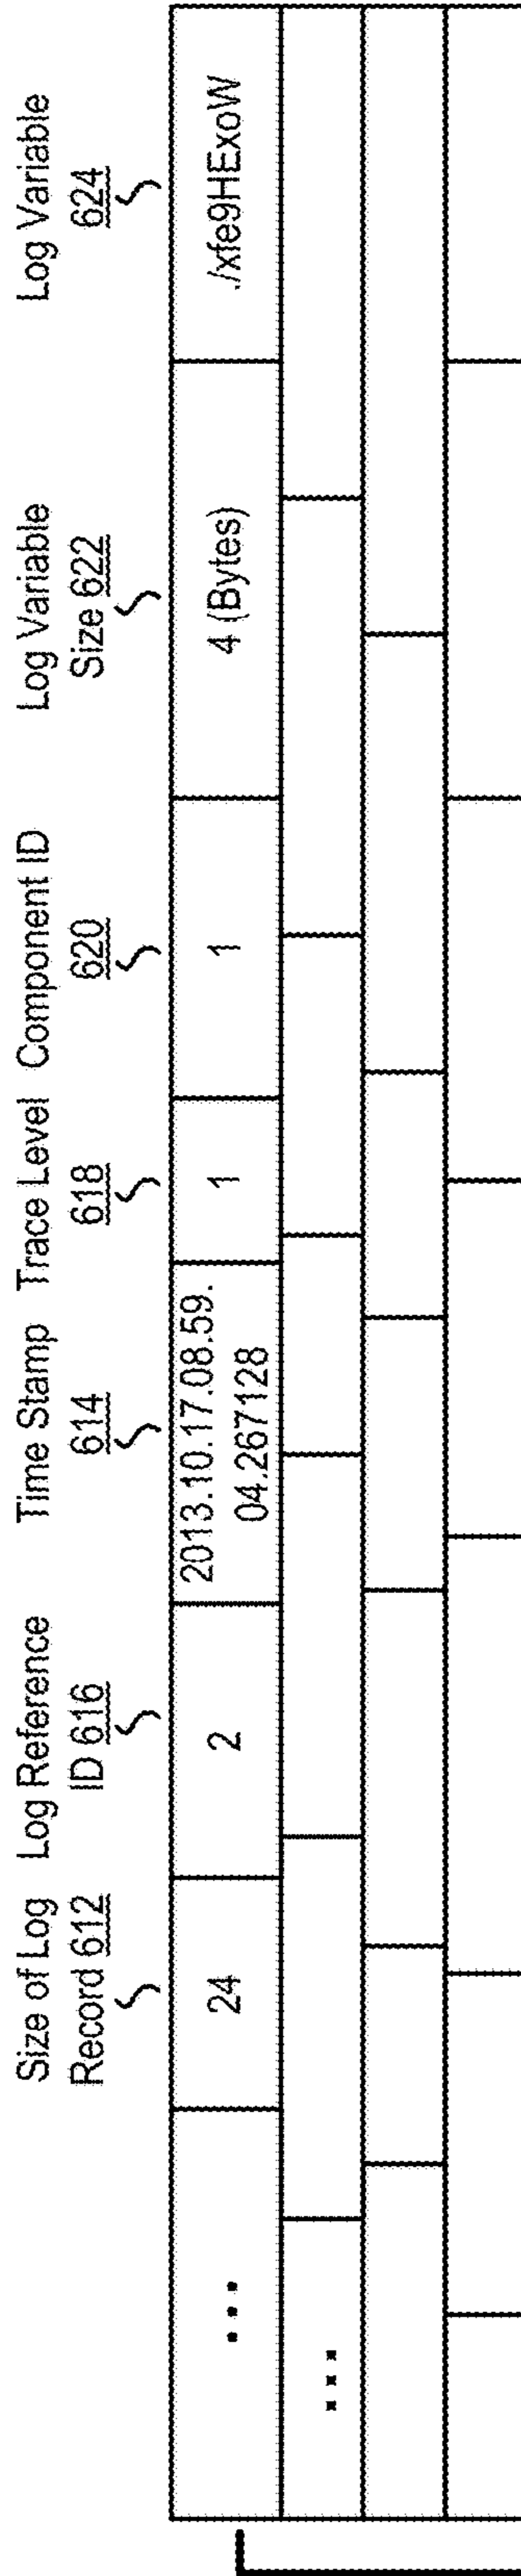 Size of Log
Record 612
Log Reference
ID 616
Time Stamp
614
Trace Level
618
Component ID
620
Log Variable
Size 622
Log Variable
624
...
24
2
2013.10.17.08.59.
04.267128
1
1
4 (Bytes)
./xfe9HExoW
...